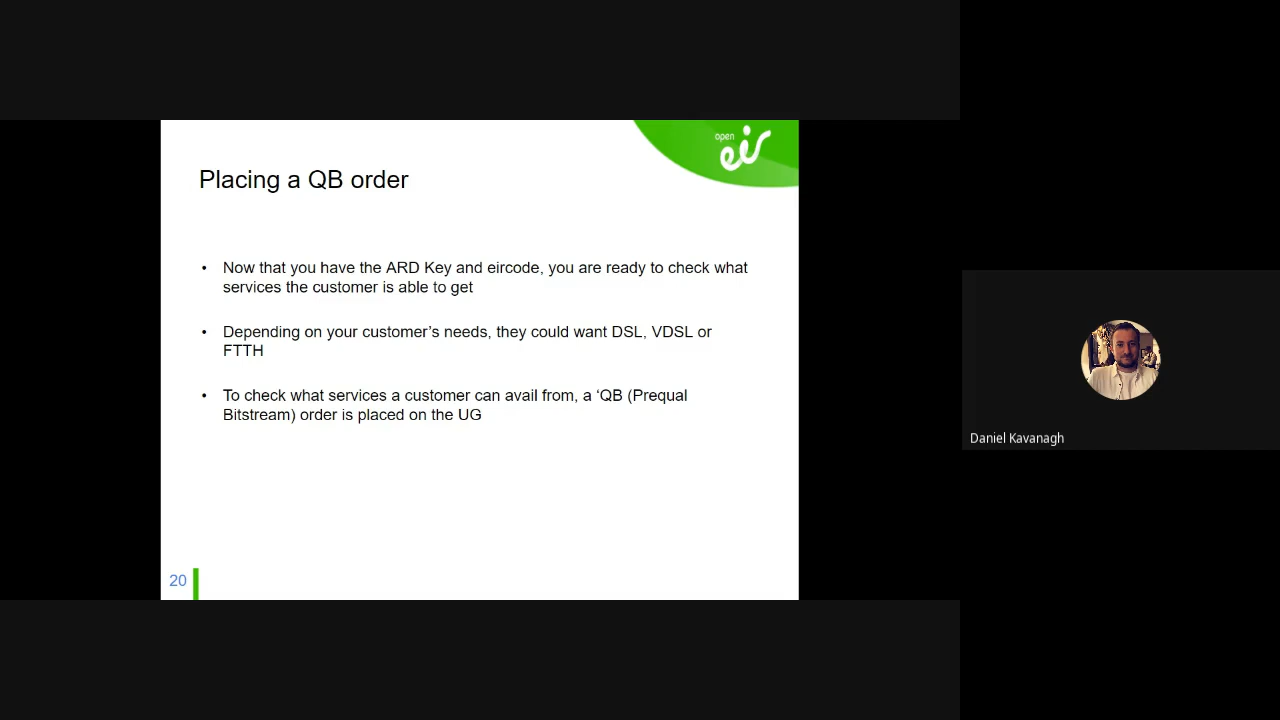 open
eir
Placing a QB order
• Now that you have the ARD Key and eircode, you are ready to check what
services the customer is able to get
• Depending on your customer’s needs, they could want DSL, VDSL or
FTTH
• To check what services a customer can avail from, a ‘QB (Prequal
Bitstream) order is placed on the UG
Daniel Kavanagh
20